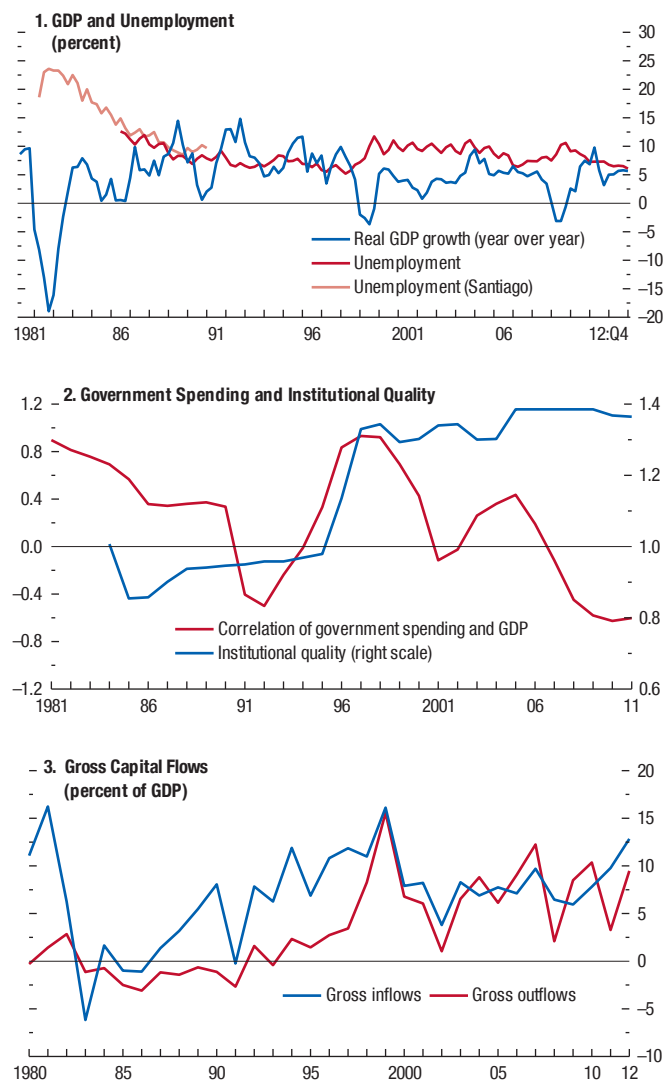 1. GDP and Unemployment
(percent)
30
25
20
15
10
5
0
–5
–10
–15
–20
Real GDP growth (year over year)
Unemployment
Unemployment (Santiago)
1981 86 91 96 2001 06 12:Q4
2. Government Spending and Institutional Quality
1.2 1.4
0.8 1.2
0.4
0.0 1.0
–0.4 0.8
–0.8
–1.2 0.6
Correlation of government spending and GDP
Institutional quality (right scale)
1981 86 91 96 2001 06 11
3. Gross Capital Flows
(percent of GDP)
20
15
10
5
0
–5
–10
Gross inflows Gross outflows
1980 85 90 95 2000 05 10 12